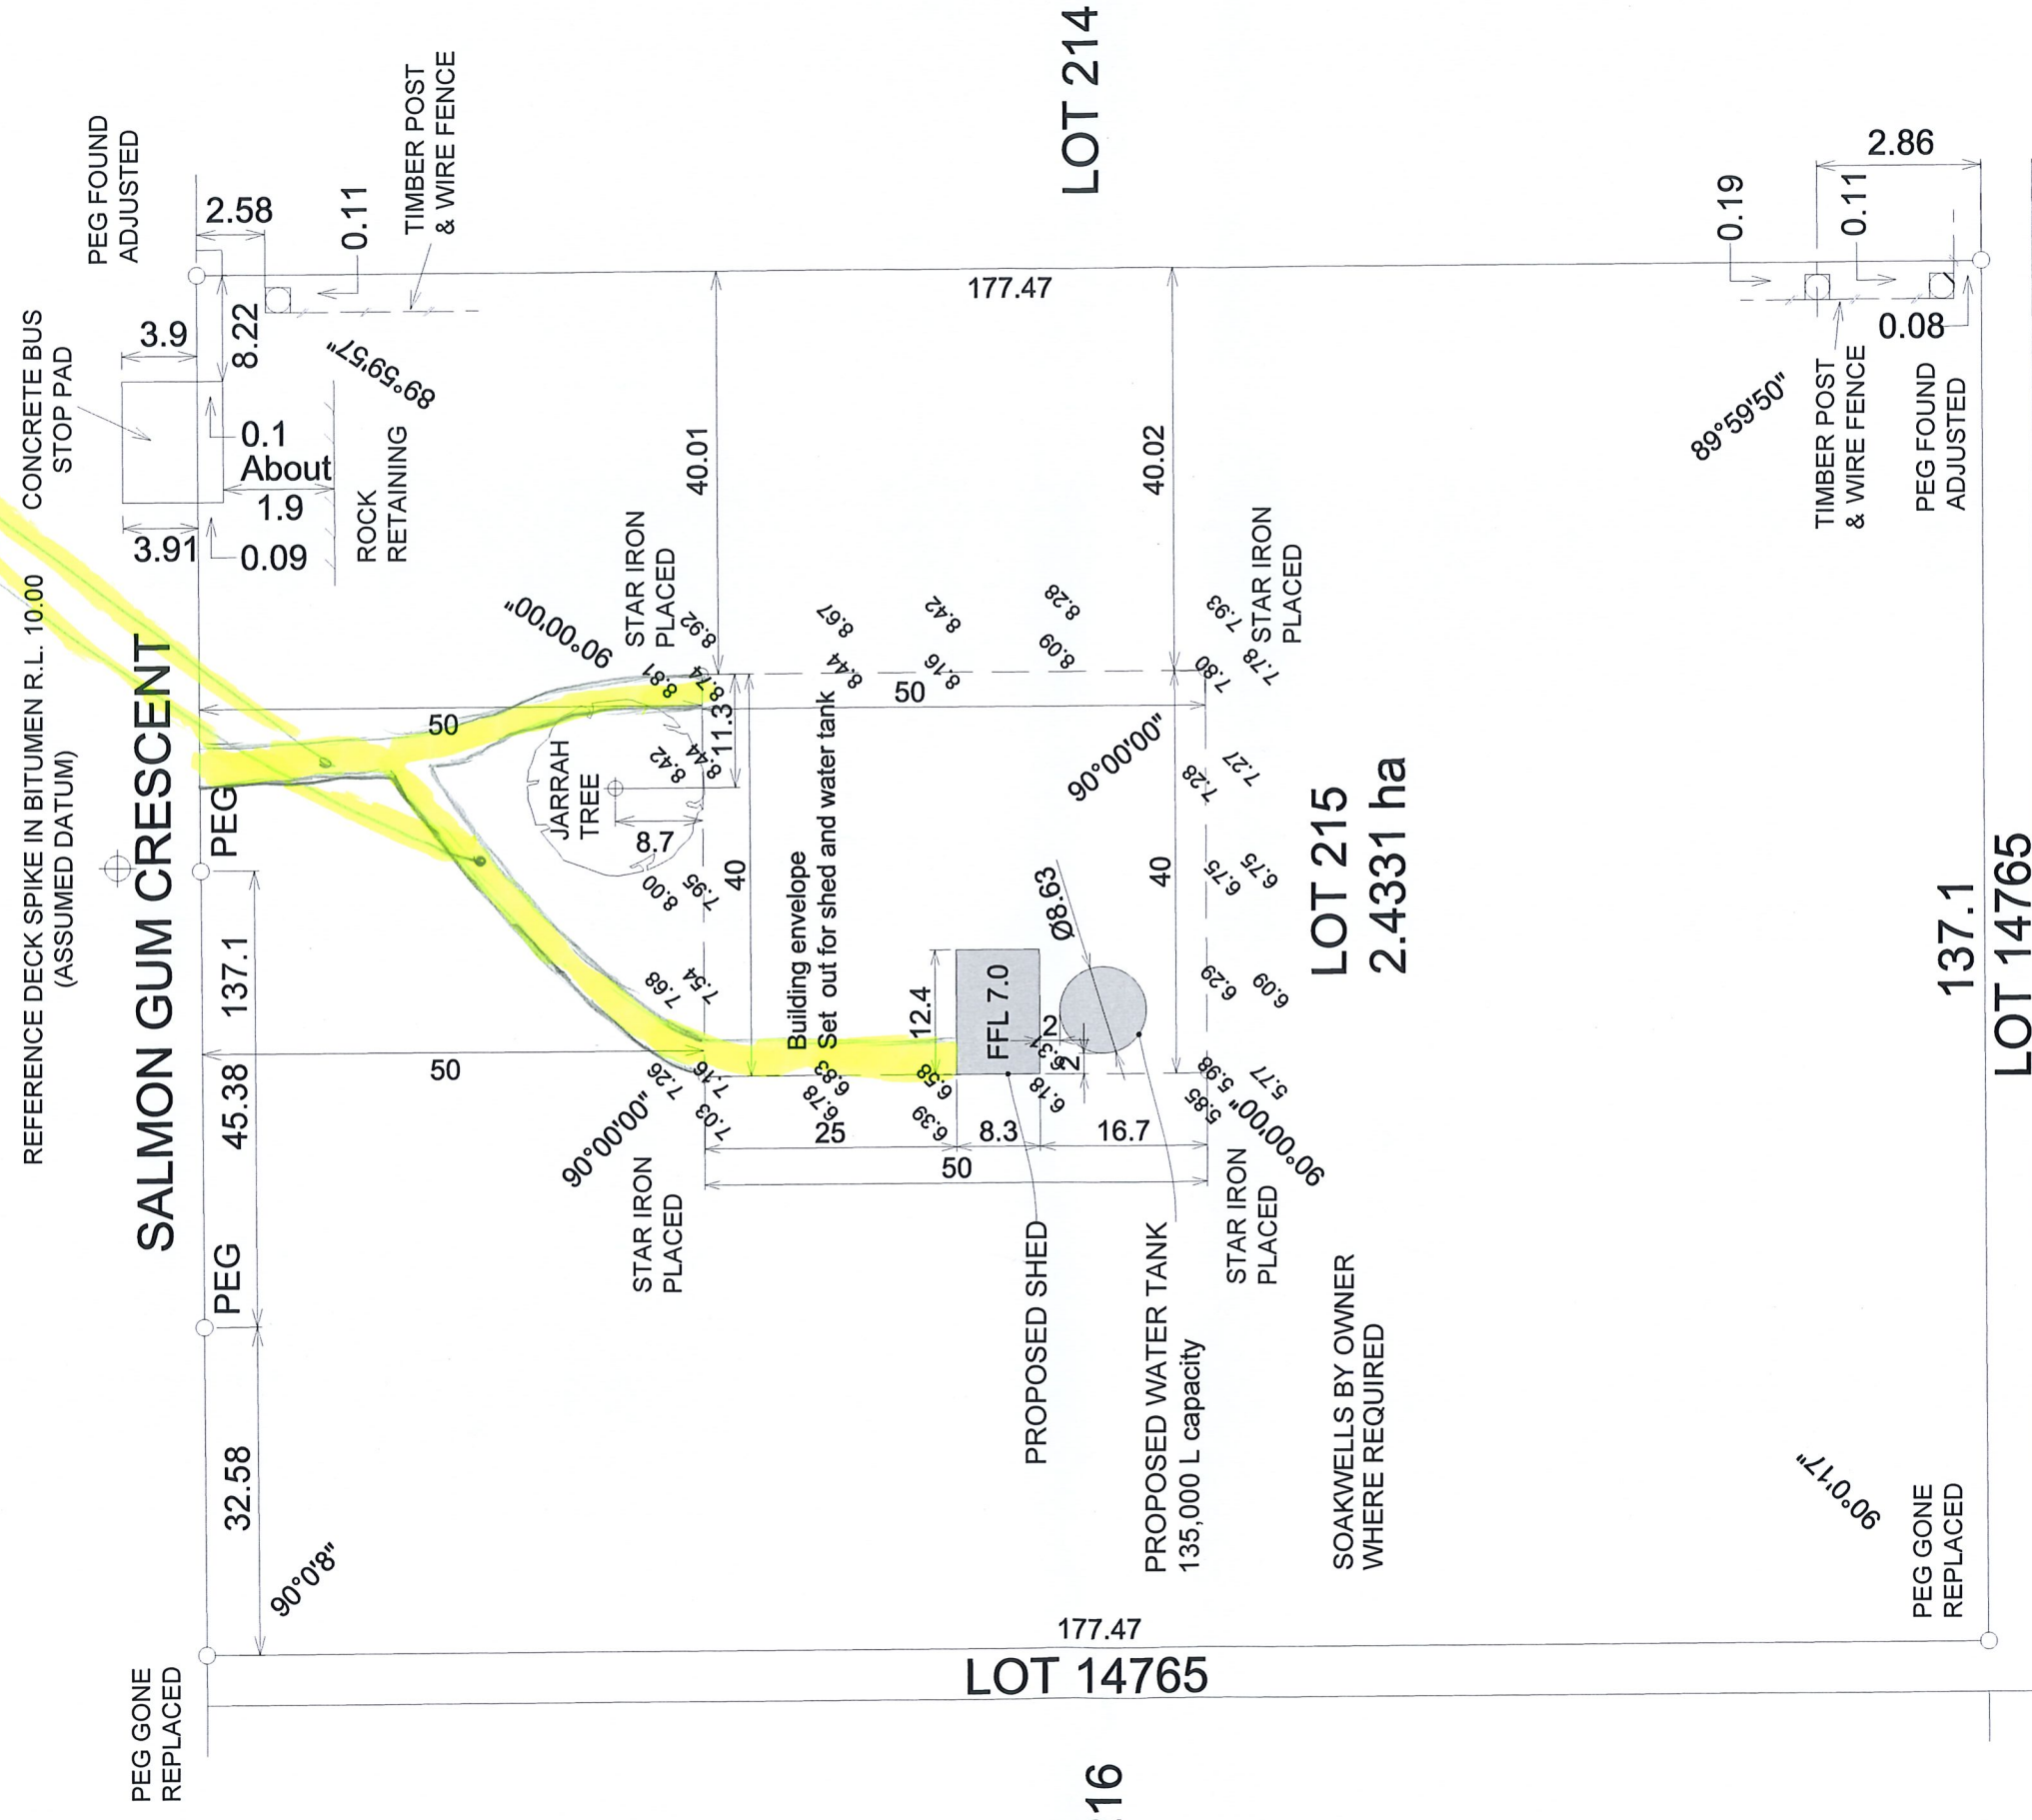 REFERENCE DECK SPIKE IN BITUMEN R.L. 10.00
(ASSUMED DATUM)
CONCRETE BUS
STOP PAD
PEG FOUND
ADJUSTED
SALMON GUM CRESCENT
PEG GONE
REPLACED
32.58
PEG
45.38
137.1
PEG
90°0'8"
3.9
3.91
8.22
2.58
0.11
0.1
0.09
About
1.9
ROCK
RETAINING
TIMBER POST
& WIRE FENCE
89°59'57"
50
50
40.01
177.47
40.02
LOT 214
90°00'00"
STAR IRON
PLACED
8.92
8.81
8.74
8.67
8.44
8.42
8.16
8.28
8.09
7.93
7.80
7.78
STAR IRON
PLACED
50
JARRAH
TREE
8.7
11.3
8.42
8.44
8.00
7.95
7.68
7.54
7.26
7.16
7.03
90°00'00"
STAR IRON
PLACED
40
Building envelope
Set out for shed and water tank
6.83
6.78
6.58
6.39
12.4
FFL 7.0
6.31
2
2
6.18
Ø8.63
40
90°00'00"
7.28
7.27
6.75
6.75
6.29
6.09
5.98
5.85
5.77
90°00'00"
25
8.3
16.7
50
STAR IRON
PLACED
PROPOSED SHED
PROPOSED WATER TANK
135,000 L capacity
SOAKWELLS BY OWNER
WHERE REQUIRED
LOT 215
2.4331 ha
0.19
0.11
2.86
0.08
TIMBER POST
& WIRE FENCE
PEG FOUND
ADJUSTED
89°59'50"
137.1
LOT 14765
90°0'17"
PEG GONE
REPLACED
177.47
LOT 14765
16